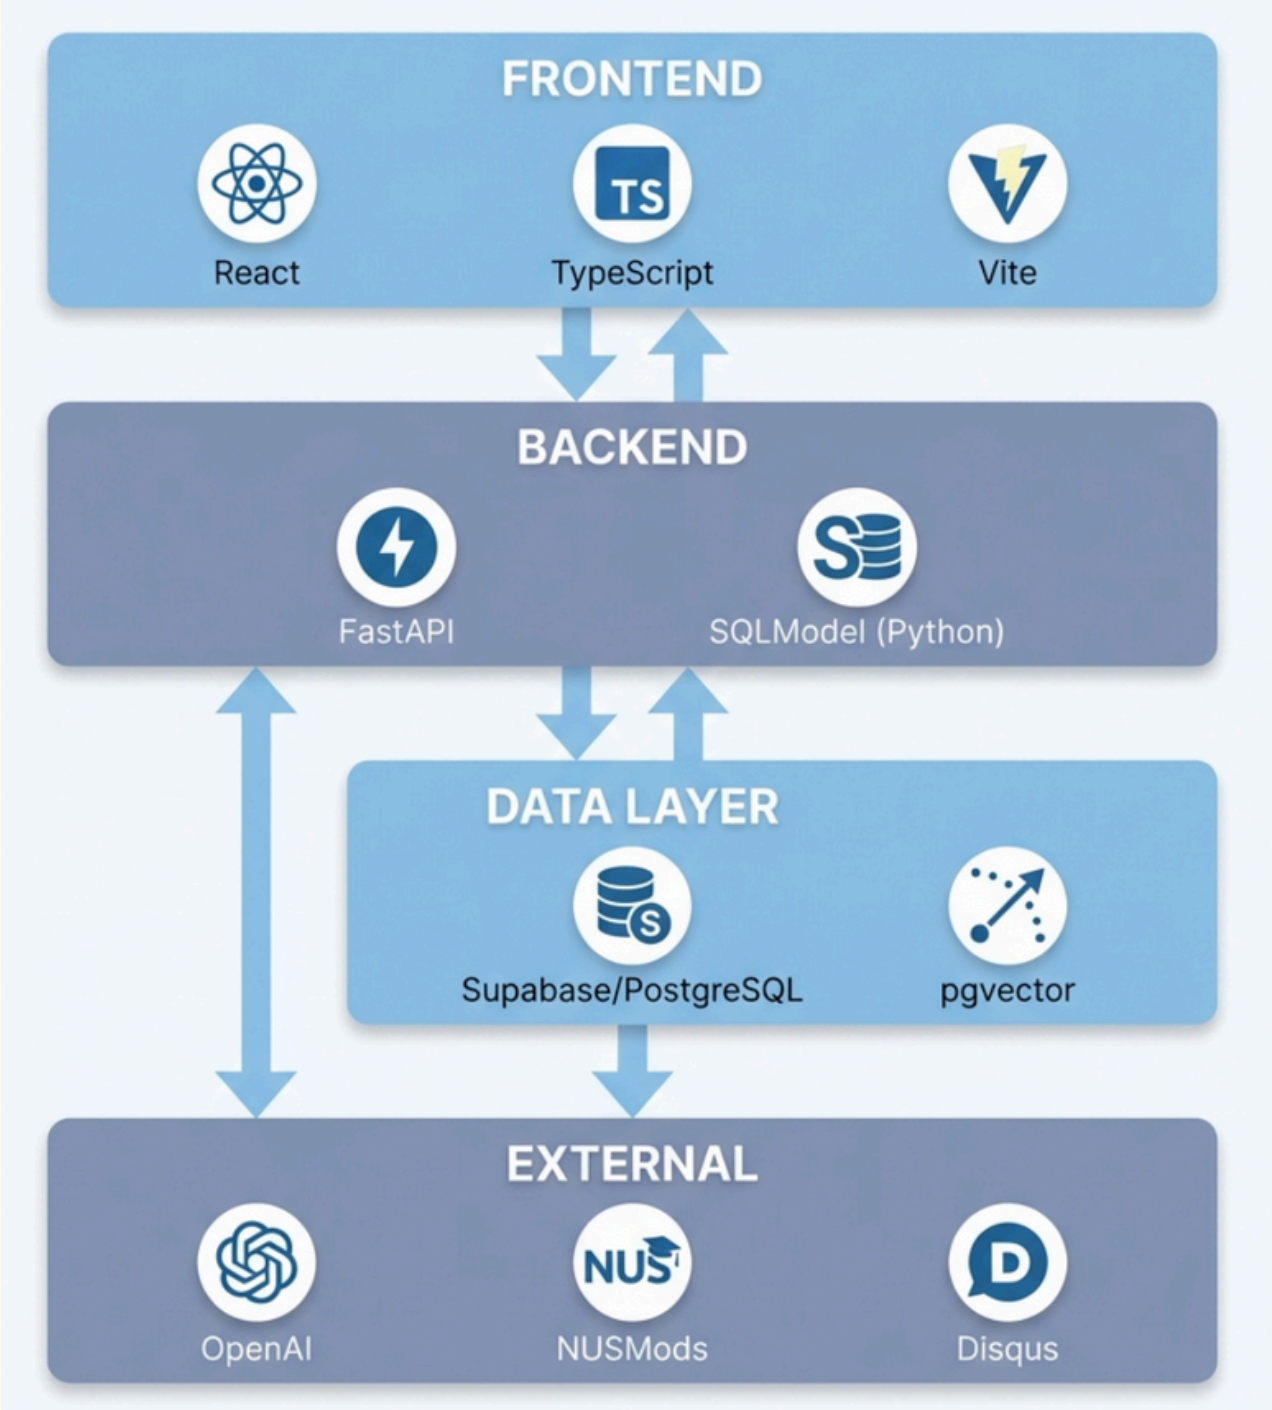 FRONTEND
TS
React
TypeScript
Vite
BACKEND
S
FastAPI
SQLModel (Python)
DATA LAYER
S
Supabase/PostgreSQL
pgvector
EXTERNAL
NUS
D
OpenAI
NUSMods
Disqus